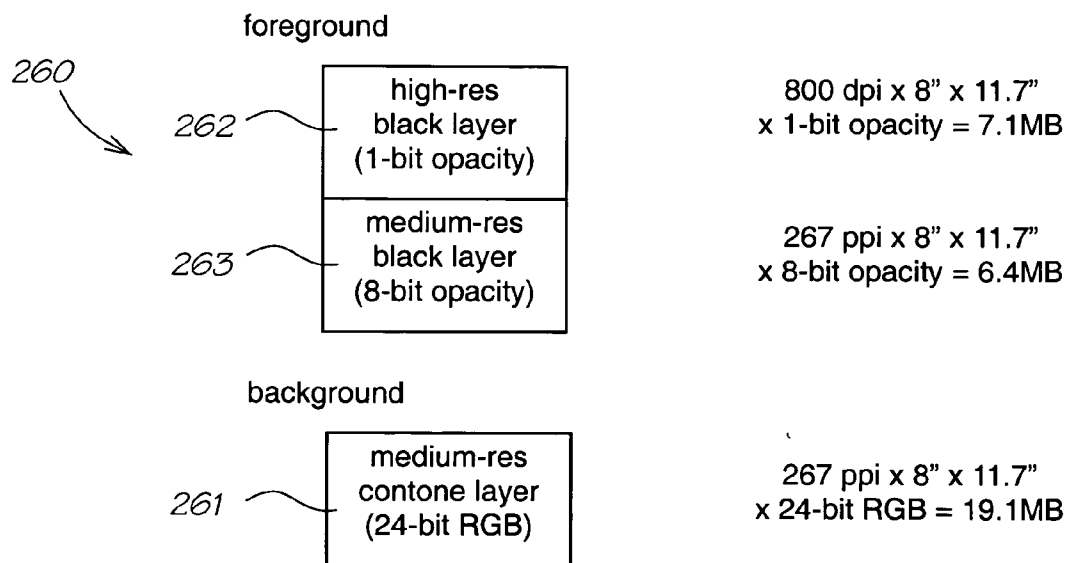 foreground
260
262
high-res
black layer
(1-bit opacity)
800 dpi x 8” x 11.7”
x 1-bit opacity = 7.1MB
263
medium-res
black layer
(8-bit opacity)
267 ppi x 8” x 11.7”
x 8-bit opacity = 6.4MB
background
261
medium-res
contone layer
(24-bit RGB)
267 ppi x 8” x 11.7”
x 24-bit RGB = 19.1MB